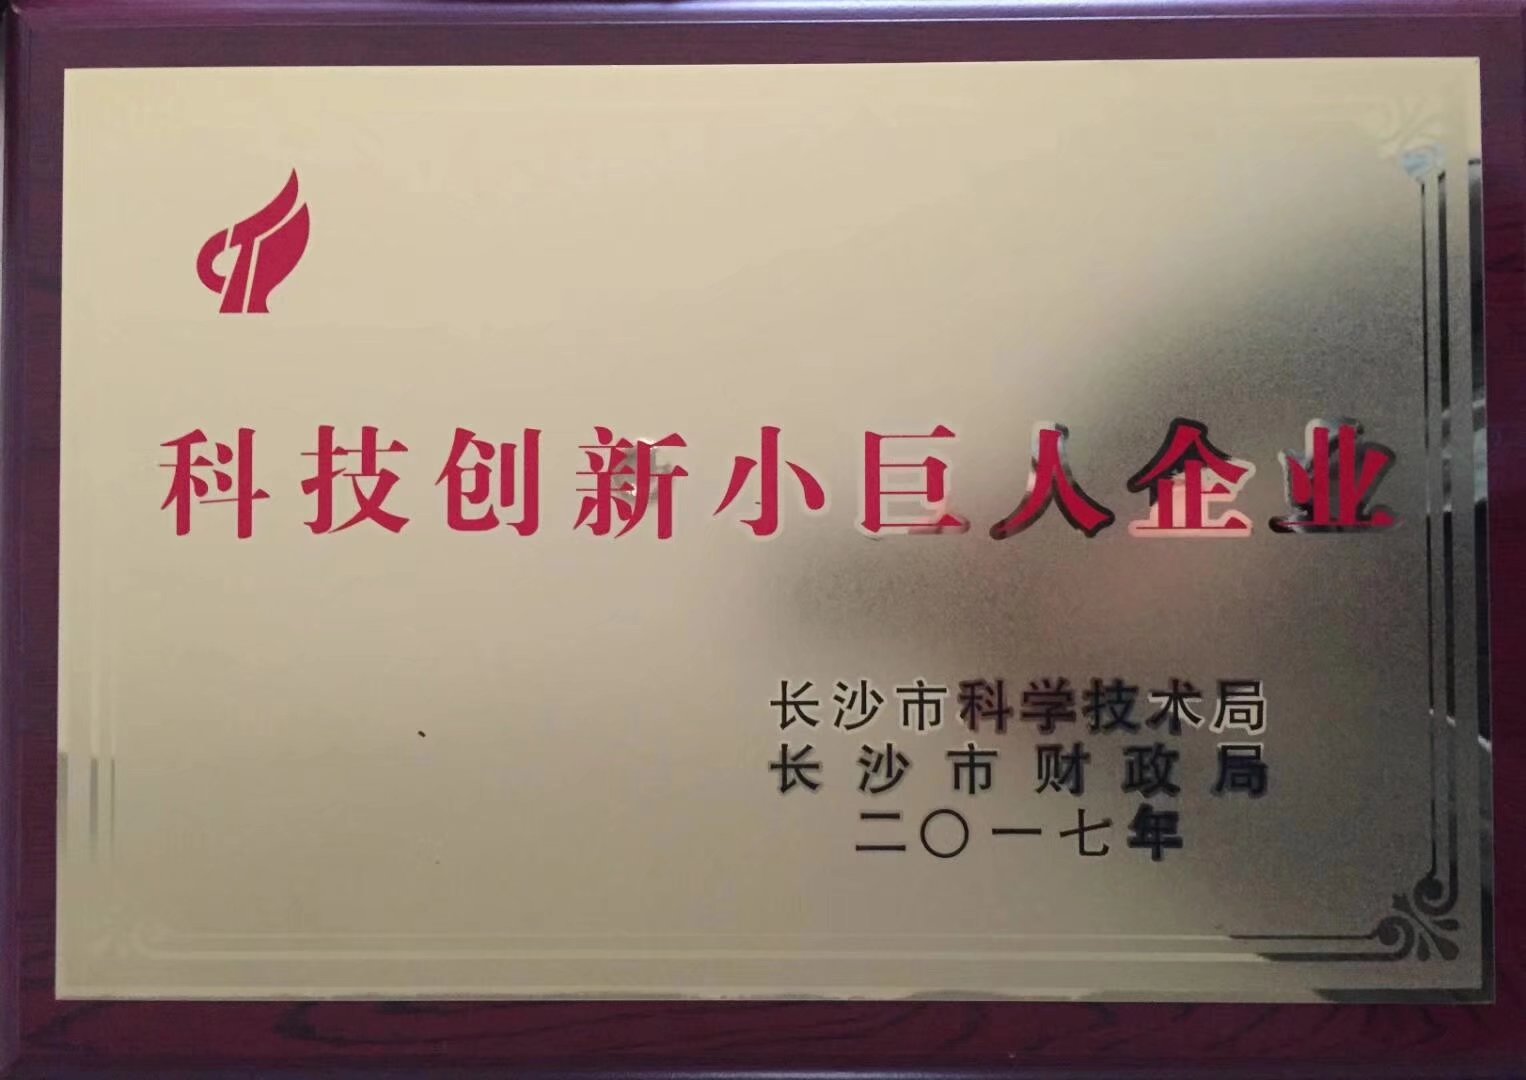 科技创新小巨人企业
长沙市科学技术局
长沙市财政局
二〇一七年